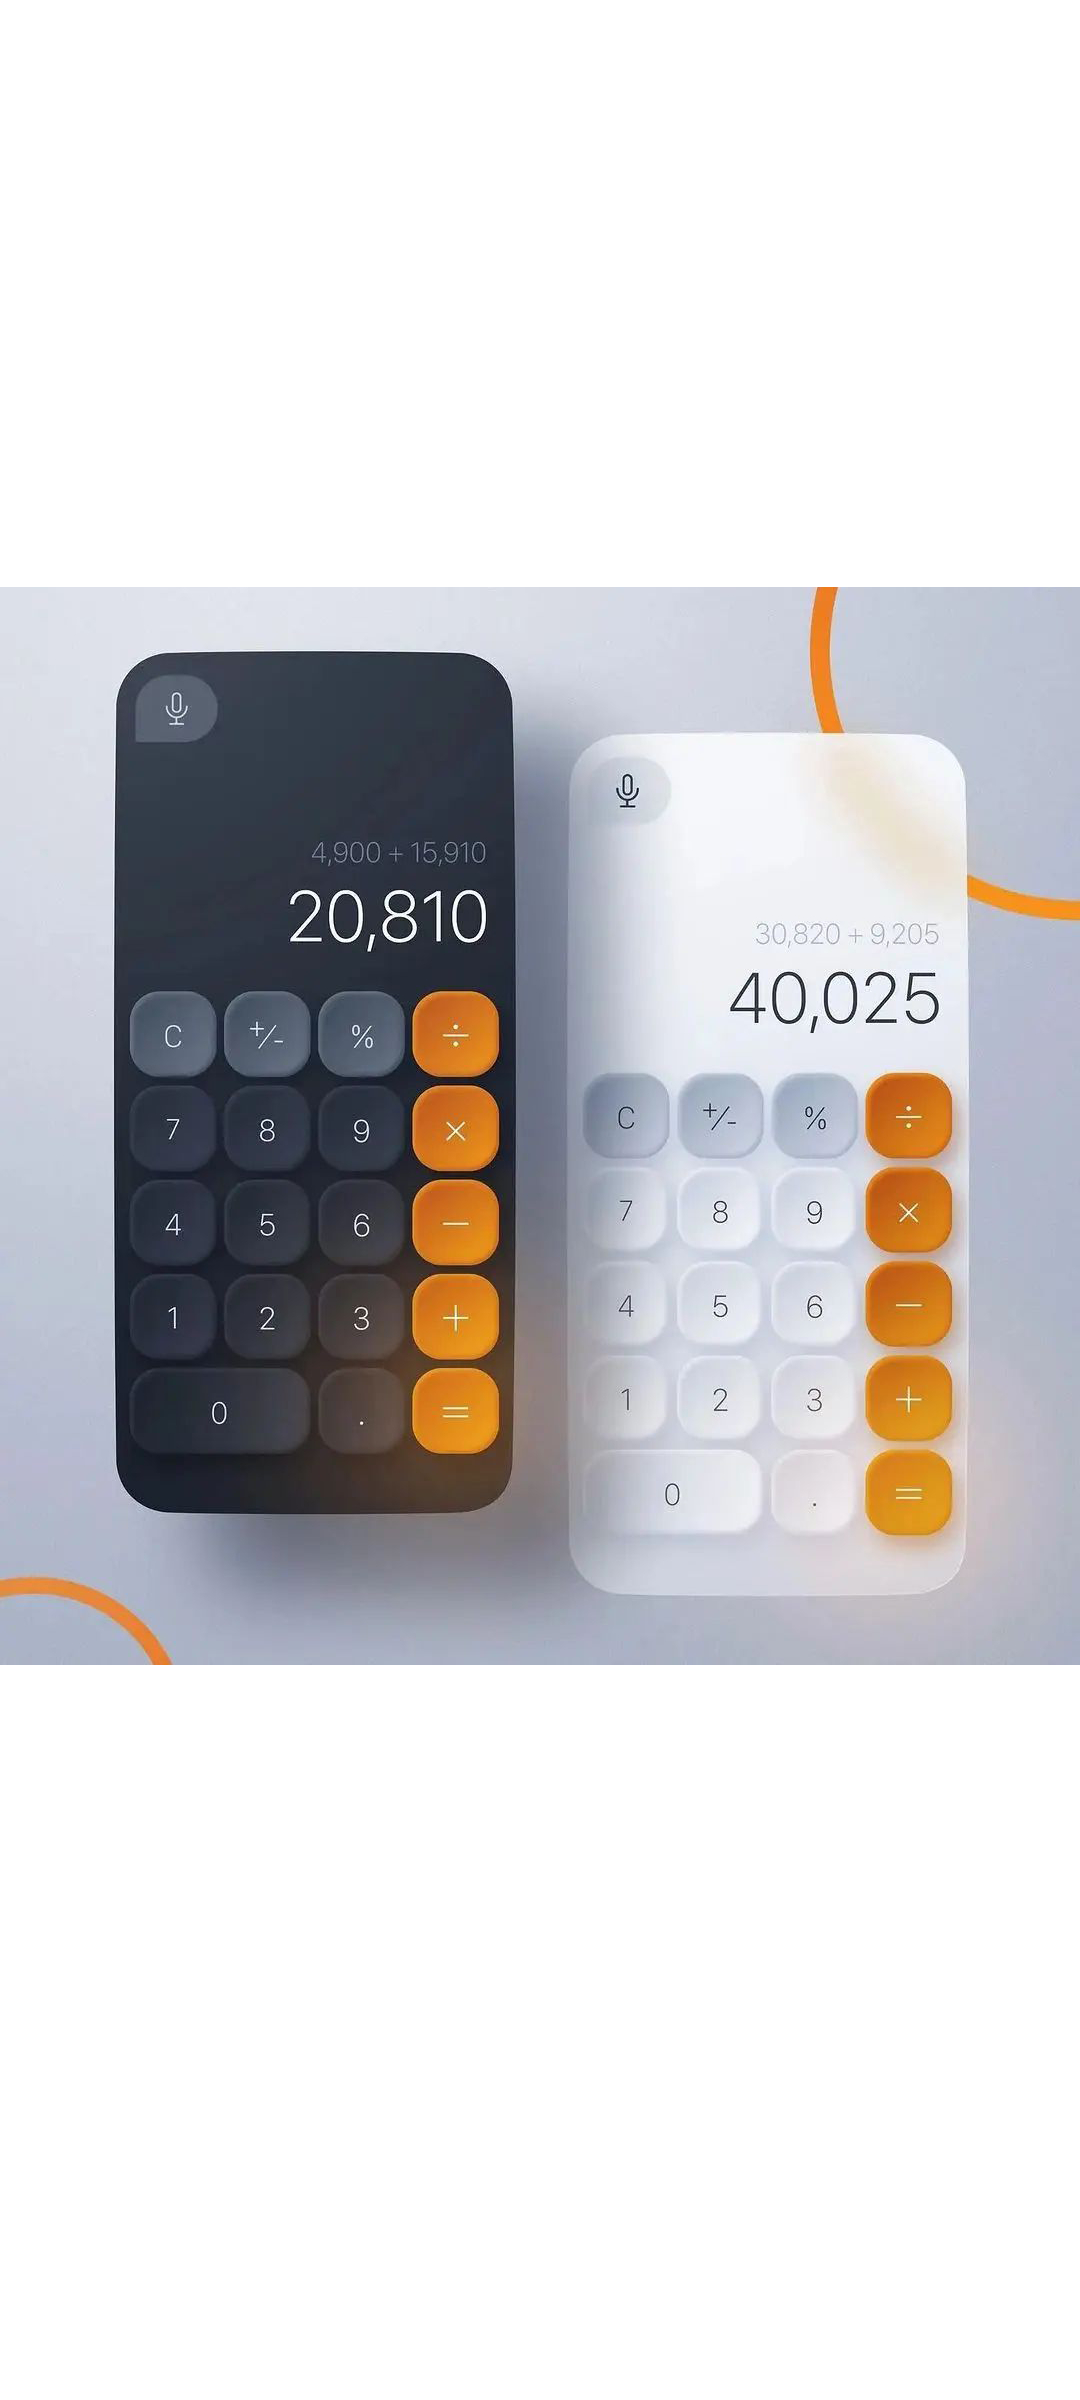 4,900 + 15,910
20,810
C +/- % ÷
7 8 9 ×
4 5 6 −
1 2 3 +
0 . =
30,820 + 9,205
40,025
C +/- % ÷
7 8 9 ×
4 5 6 −
1 2 3 +
0 . =